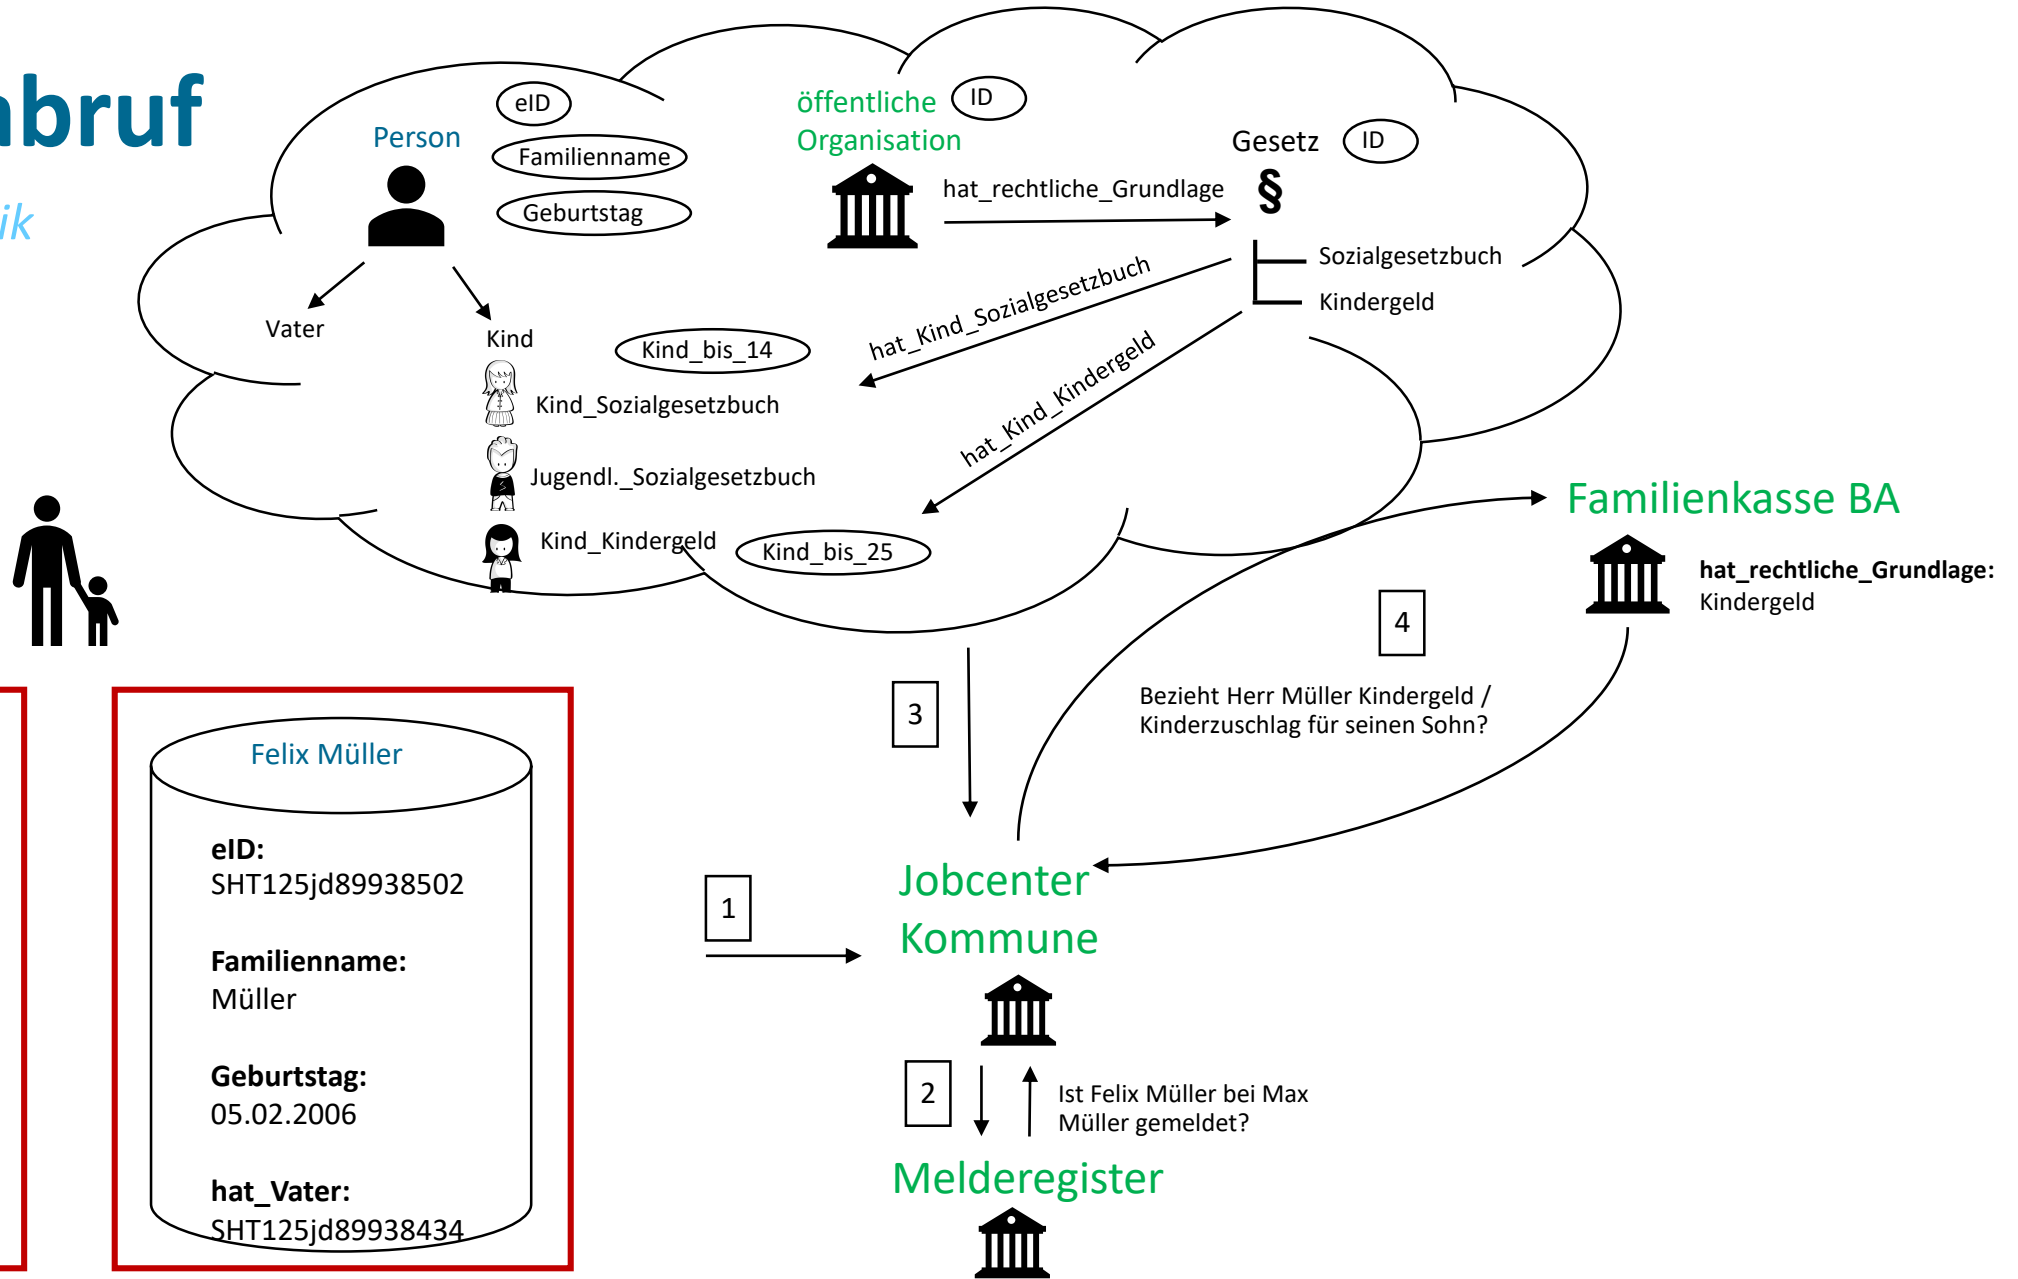 nbruf
ik
Person
eID
Familienname
Geburtstag
öffentliche
Organisation
ID
hat_rechtliche_Grundlage
Gesetz
ID
§
Sozialgesetzbuch
Kindergeld
Vater
Kind
Kind_bis_14
hat_Kind_Sozialgesetzbuch
hat_Kind_Kindergeld
Kind_Sozialgesetzbuch
Jugendl._Sozialgesetzbuch
Kind_Kindergeld
Kind_bis_25
Familienkasse BA
hat_rechtliche_Grundlage:
Kindergeld
4
Bezieht Herr Müller Kindergeld /
Kinderzuschlag für seinen Sohn?
3
Felix Müller
eID:
SHT125jd89938502
Familienname:
Müller
Geburtstag:
05.02.2006
hat_Vater:
SHT125jd89938434
1
Jobcenter
Kommune
2
Ist Felix Müller bei Max
Müller gemeldet?
Melderegister